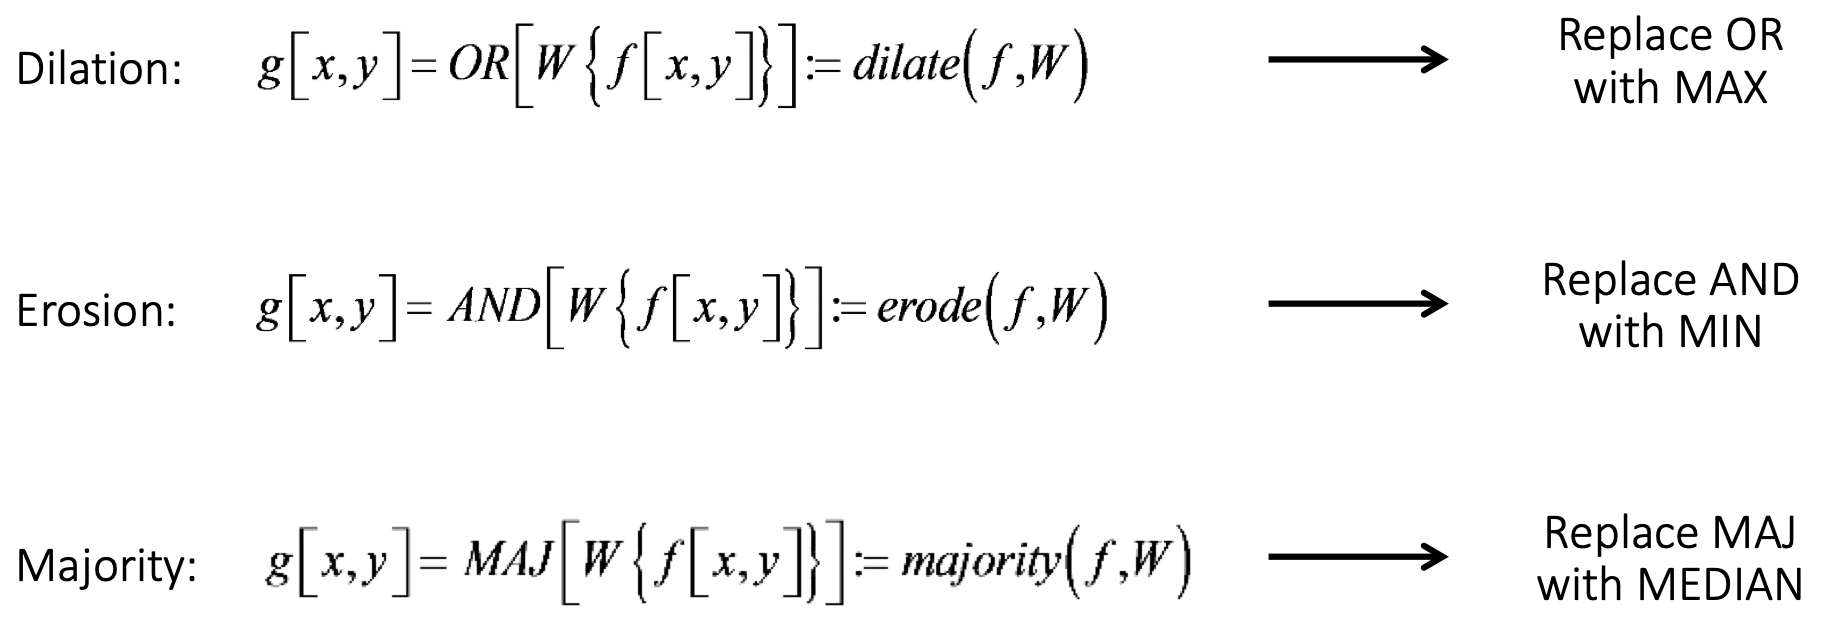 Dilation: g[x,y]=OR[W{f[x,y]}]:=dilate(f,W) Replace OR
with MAX
Erosion: g[x,y]=AND[W{f[x,y]}]:=erode(f,W) Replace AND
with MIN
Majority: g[x,y]=MAJ[W{f[x,y]}]:=majority(f,W) Replace MAJ
with MEDIAN